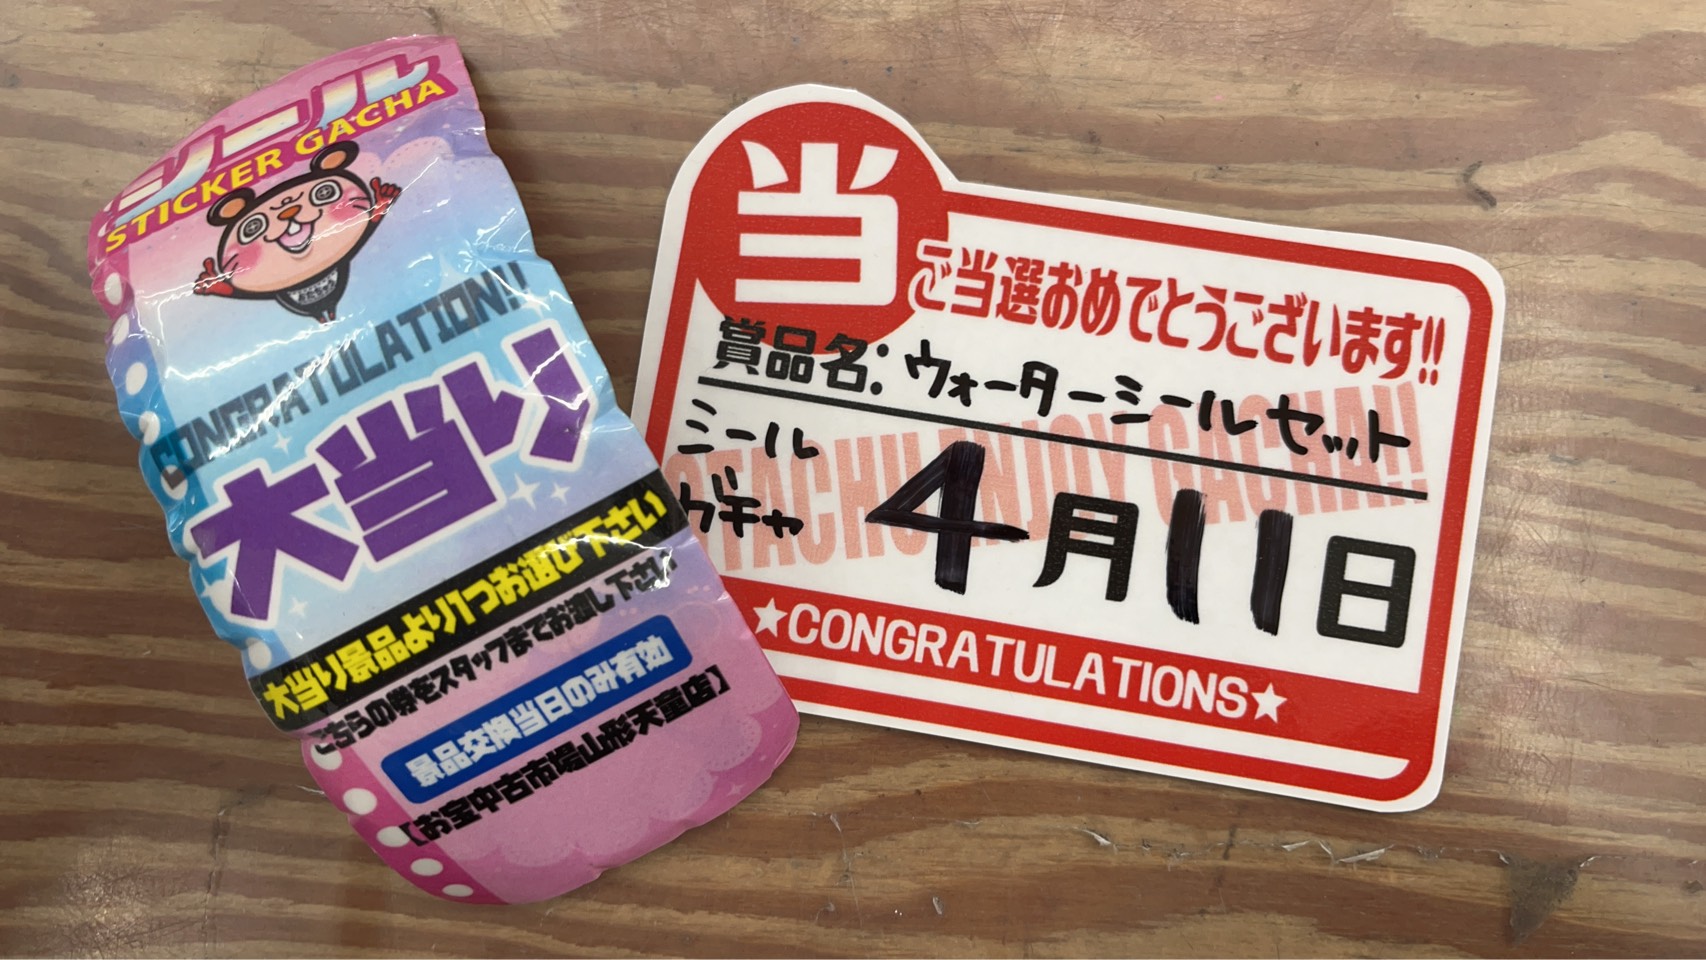 シール
STICKER GACHA
CONGRATULATION!!
大当り
大当り景品より1つお選び下さい
こちらの券をスタッフまでお渡し下さい
景品交換当日のみ有効
【お宝中古市場山形天童店】
当
ご当選おめでとうございます!!
賞品名:ウォーターシールセット
シール
ガチャ
OTACHU ENJOY GACHA!!
4月11日
★CONGRATULATIONS★